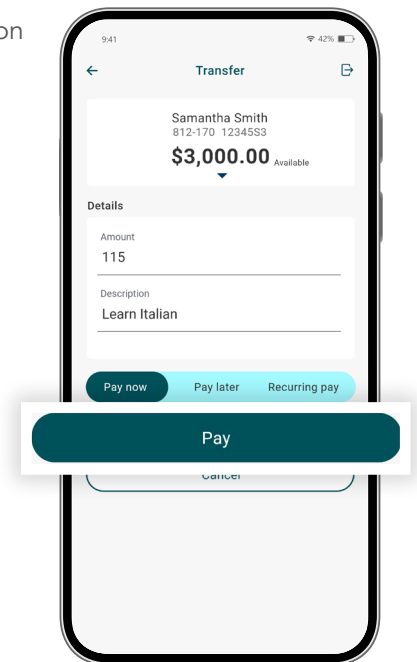 on
9:41 42%
Transfer
Samantha Smith
812-170 12345S3
$3,000.00 Available
Details
Amount
115
Description
Learn Italian
Pay now Pay later Recurring pay
Pay
Cancel